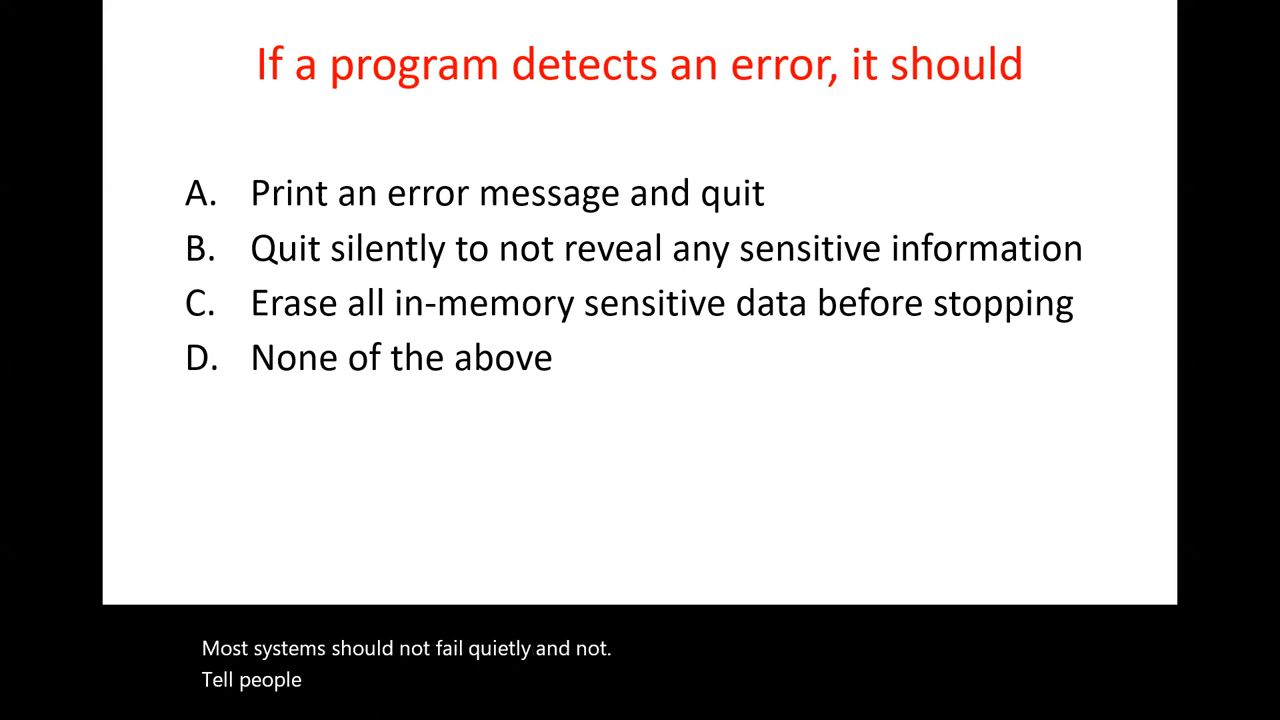 If a program detects an error, it should
A. Print an error message and quit
B. Quit silently to not reveal any sensitive information
C. Erase all in-memory sensitive data before stopping
D. None of the above
Most systems should not fail quietly and not.
Tell people